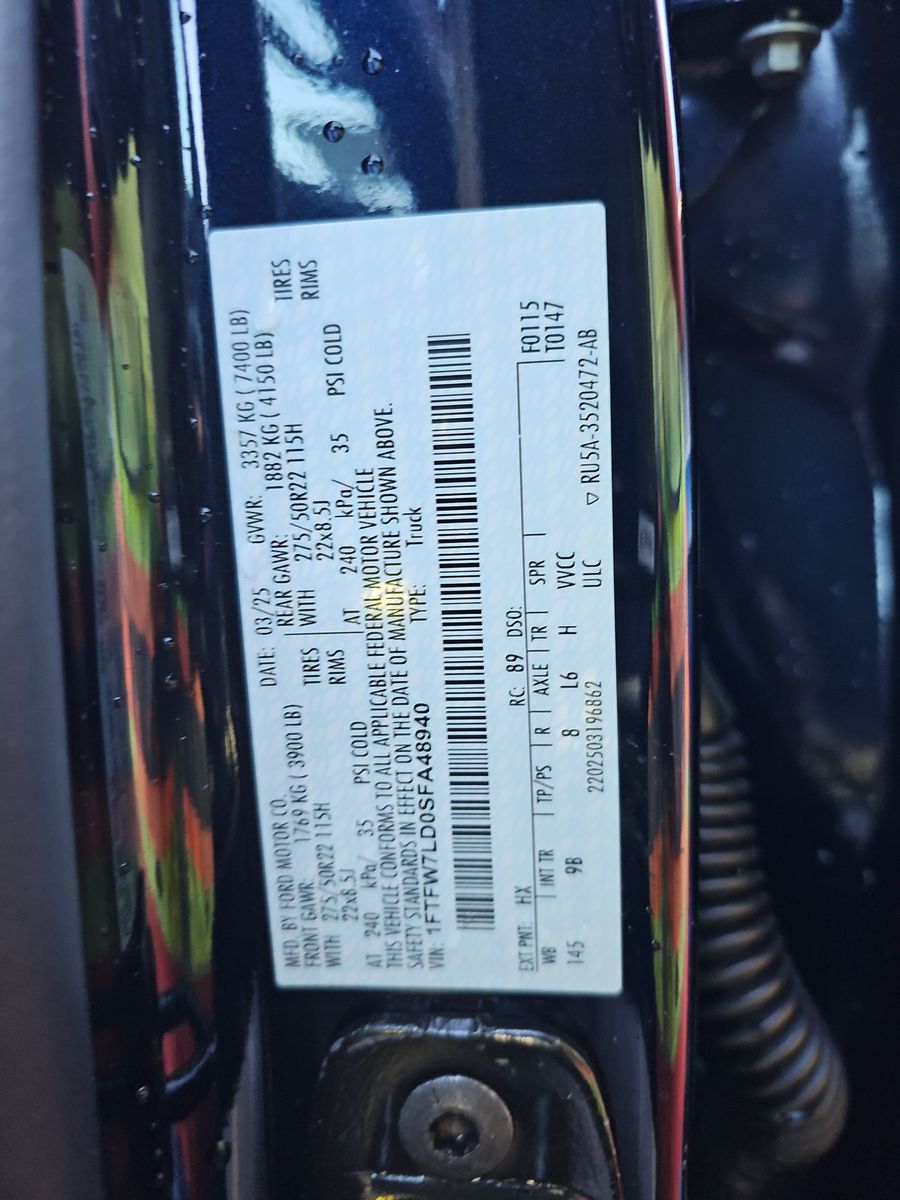 MFD. BY FORD MOTOR CO. DATE: 03/25 GVWR: 3357 KG ( 7400 LB)
FRONT GAWR: 1769 KG ( 3900 LB) REAR GAWR: 1882 KG ( 4150 LB)
WITH 275/50R22 115H TIRES WITH 275/50R22 115H TIRES
22x8.5J RIMS 22x8.5J RIMS
AT 240 kPa/ 35 PSI COLD AT 240 kPa/ 35 PSI COLD
THIS VEHICLE CONFORMS TO ALL APPLICABLE FEDERAL MOTOR VEHICLE
SAFETY STANDARDS IN EFFECT ON THE DATE OF MANUFACTURE SHOWN ABOVE.
VIN: 1FTFW7LD0SFA48940 TYPE: Truck
EXT PNT: HX RC: 89 DSO: F0115
WB INT TR TP/PS R AXLE TR SPR T0147
145 9B 8 L6 H VVCC
2202503196862 ULC ▽ RU5A-3520472-AB